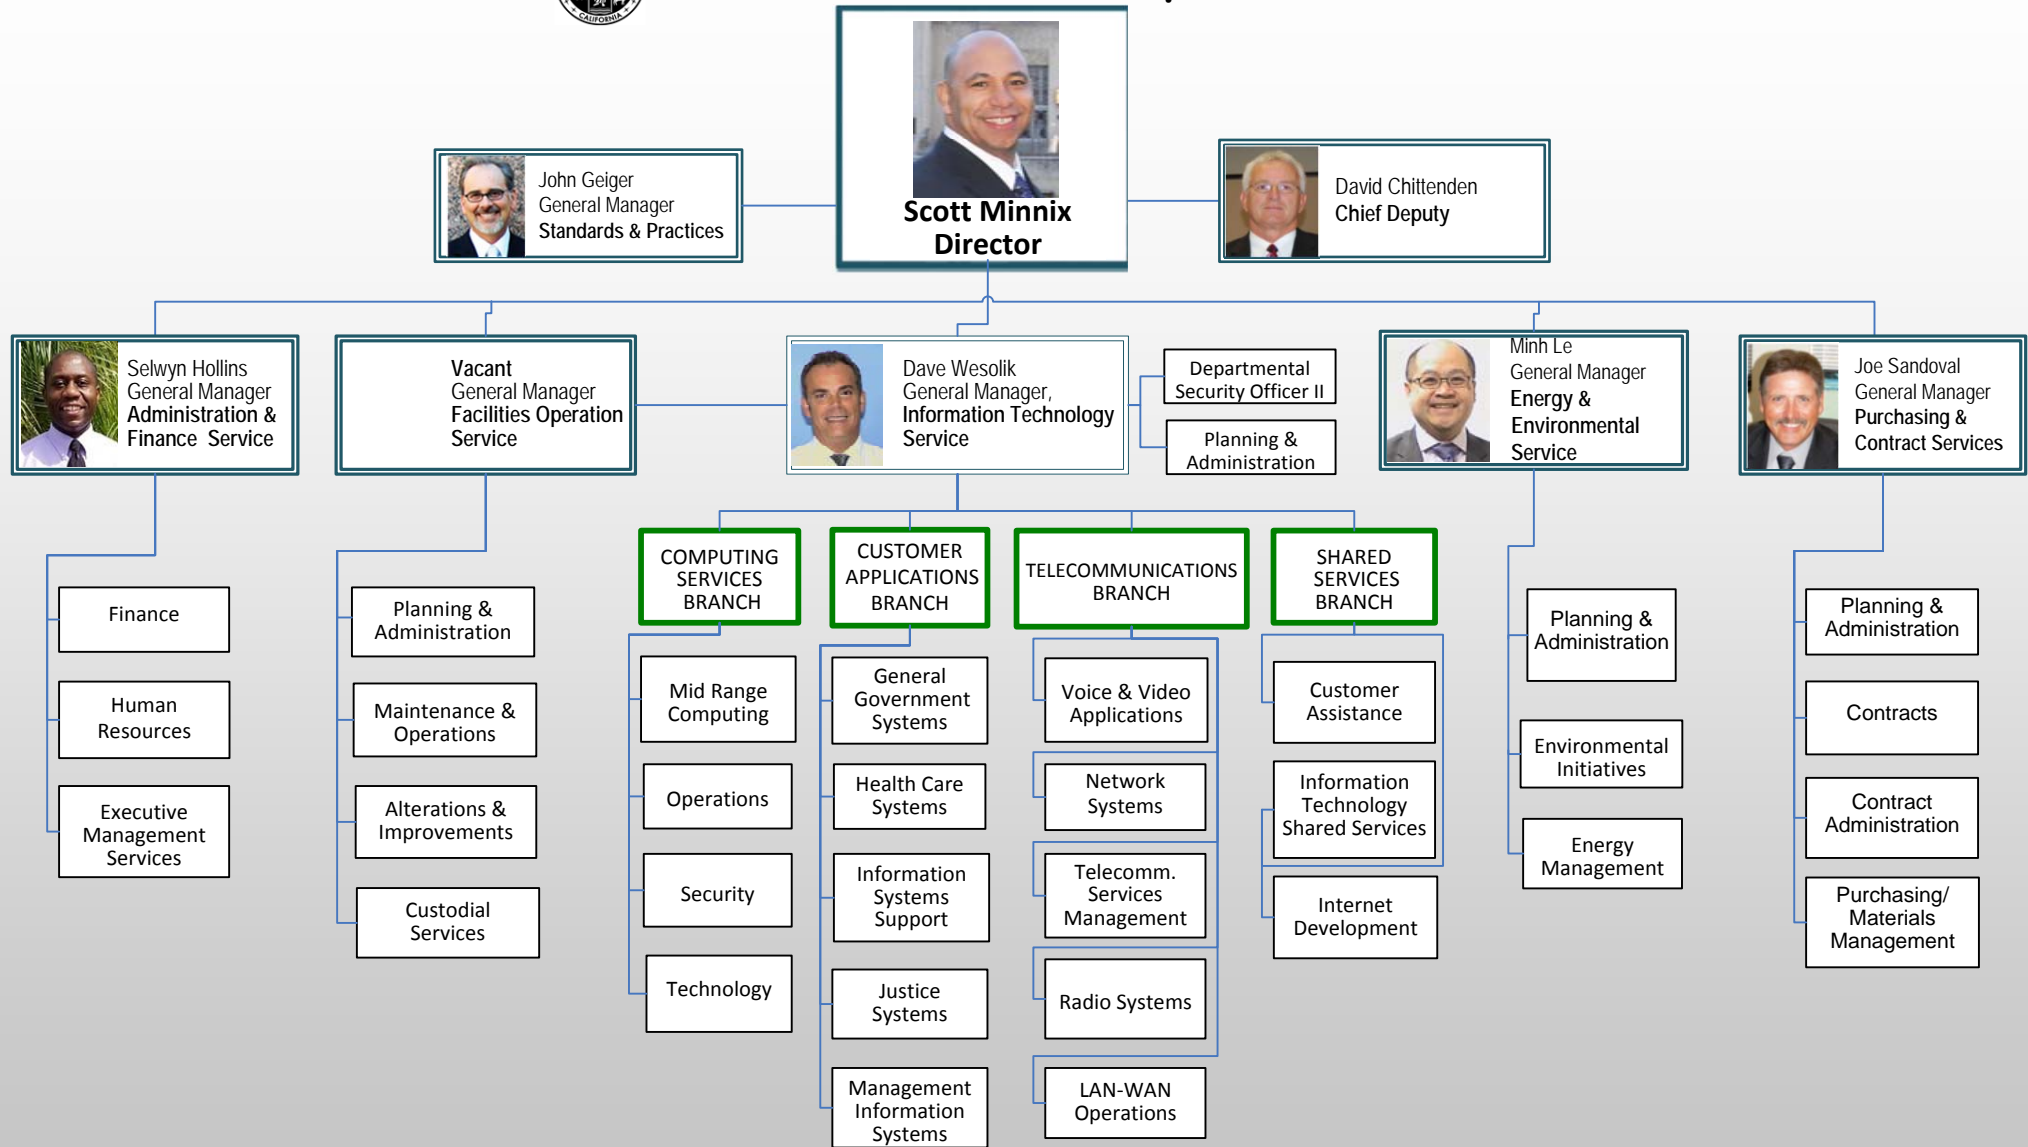 CALIFORNIA
Scott Minnix
Director
John Geiger
General Manager
Standards & Practices
David Chittenden
Chief Deputy
Selwyn Hollins
General Manager
Administration &
Finance Service
Vacant
General Manager
Facilities Operation
Service
Dave Wesolik
General Manager,
Information Technology
Service
Departmental
Security Officer II
Planning &
Administration
Minh Le
General Manager
Energy &
Environmental
Service
Joe Sandoval
General Manager
Purchasing &
Contract Services
Finance
Human
Resources
Executive
Management
Services
Planning &
Administration
Maintenance &
Operations
Alterations &
Improvements
Custodial
Services
COMPUTING
SERVICES
BRANCH
Mid Range
Computing
Operations
Security
Technology
CUSTOMER
APPLICATIONS
BRANCH
General
Government
Systems
Health Care
Systems
Information
Systems
Support
Justice
Systems
Management
Information
Systems
TELECOMMUNICATIONS
BRANCH
Voice & Video
Applications
Network
Systems
Telecomm.
Services
Management
Radio Systems
LAN-WAN
Operations
SHARED
SERVICES
BRANCH
Customer
Assistance
Information
Technology
Shared Services
Internet
Development
Planning &
Administration
Environmental
Initiatives
Energy
Management
Planning &
Administration
Contracts
Contract
Administration
Purchasing/
Materials
Management